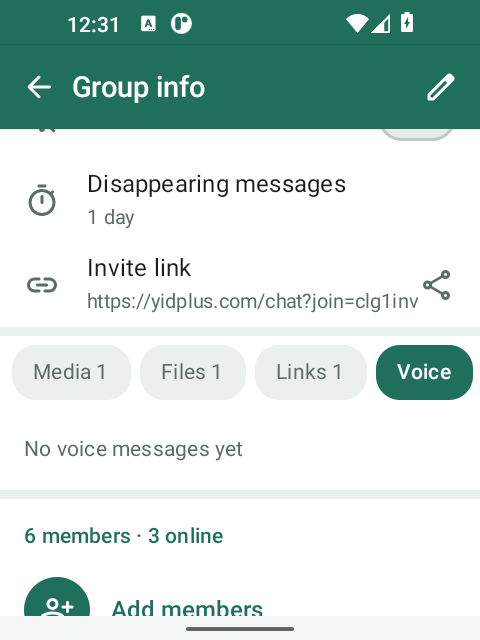 12:31
Group info
Disappearing messages
1 day
Invite link
https://yidplus.com/chat?join=clg1inv
Media 1
Files 1
Links 1
Voice
No voice messages yet
6 members · 3 online
Add members